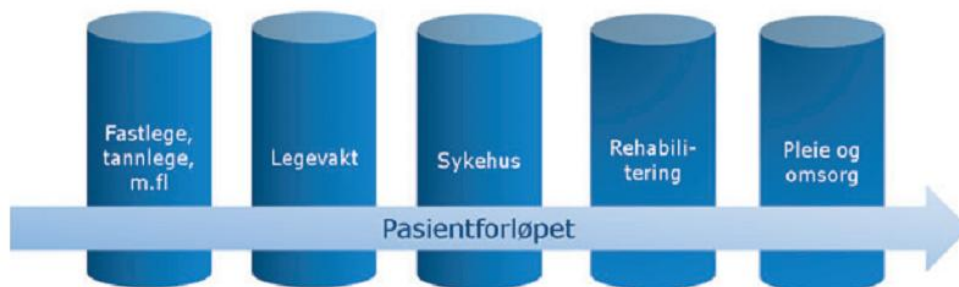 Fastlege,
tannlege,
m.fl
Legevakt
Sykehus
Rehabili-
tering
Pleie og
omsorg
Pasientforløpet